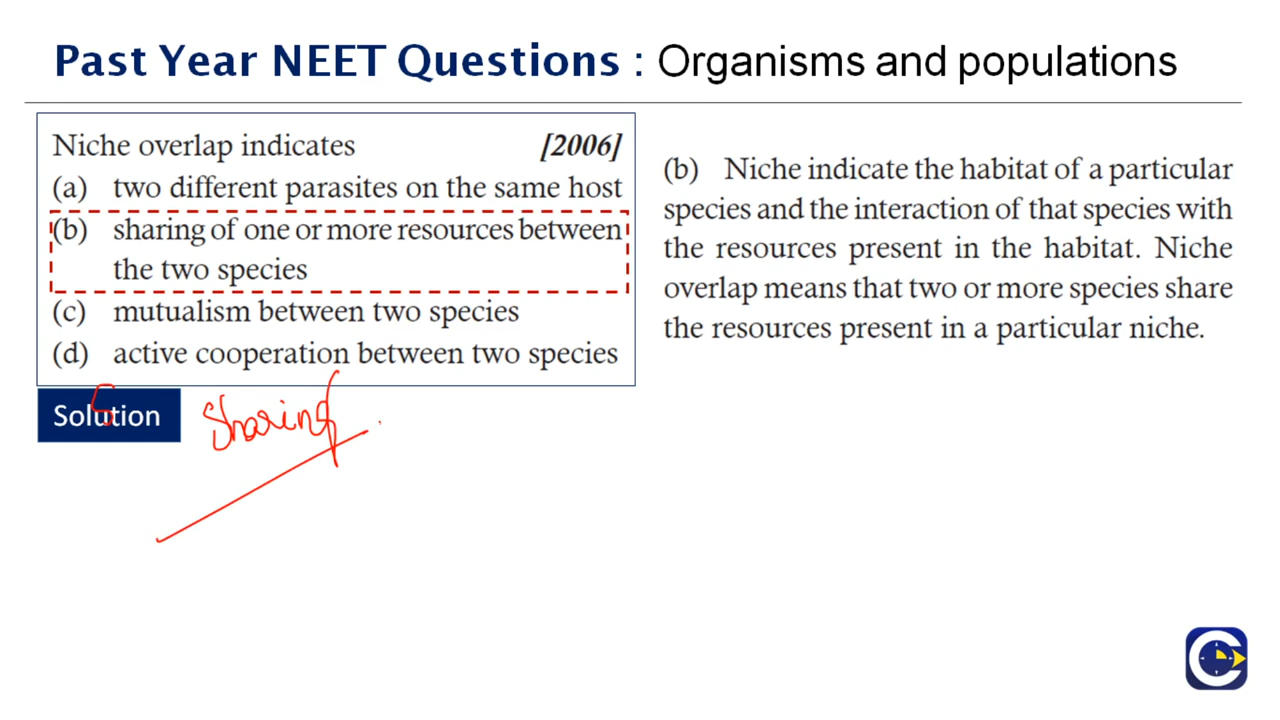 Past Year NEET Questions : Organisms and populations
Niche overlap indicates [2006]
(a) two different parasites on the same host
(b) sharing of one or more resources between
the two species
(c) mutualism between two species
(d) active cooperation between two species
(b) Niche indicate the habitat of a particular
species and the interaction of that species with
the resources present in the habitat. Niche
overlap means that two or more species share
the resources present in a particular niche.
Solution
Sharing